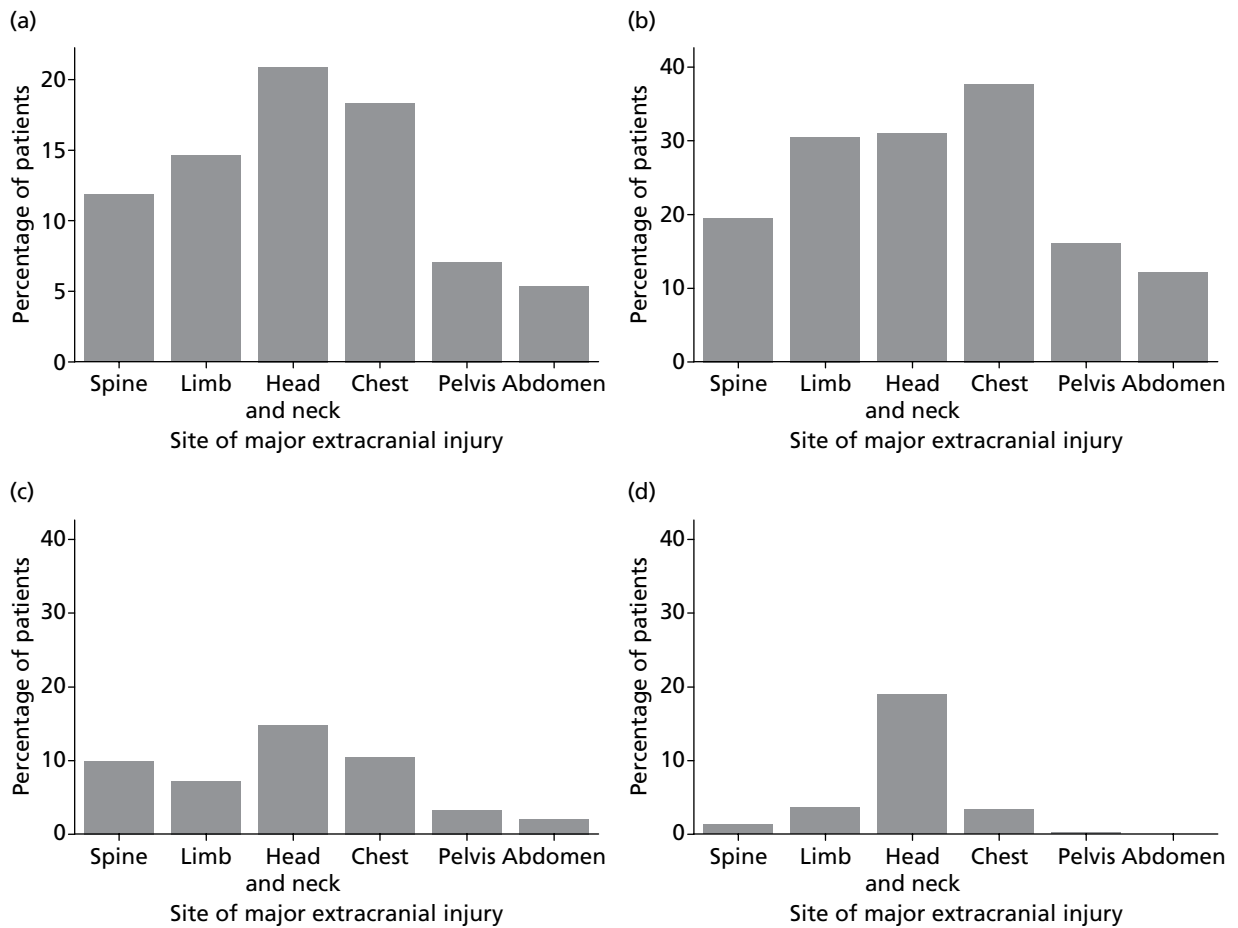 (a)
Percentage of patients
20
15
10
5
0
Spine Limb Head Chest Pelvis Abdomen
and neck
Site of major extracranial injury
(b)
Percentage of patients
40
30
20
10
0
Spine Limb Head Chest Pelvis Abdomen
and neck
Site of major extracranial injury
(c)
Percentage of patients
40
30
20
10
0
Spine Limb Head Chest Pelvis Abdomen
and neck
Site of major extracranial injury
(d)
Percentage of patients
40
30
20
10
0
Spine Limb Head Chest Pelvis Abdomen
and neck
Site of major extracranial injury